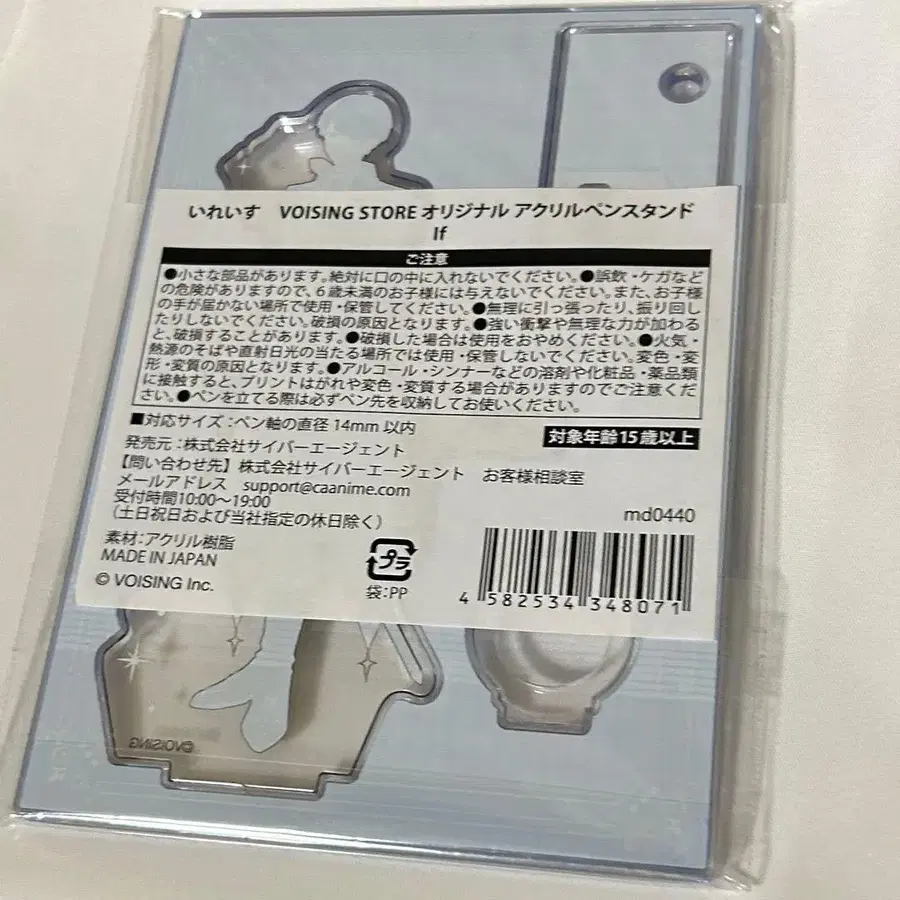 いれいす　VOISING STORE オリジナル アクリルペンスタンド
If
ご注意
●小さな部品があります。絶対に口の中に入れないでください。●誤飲・ケガなど
の危険がありますので、６歳未満のお子様には与えないでください。また、お子様
の手が届かない場所で使用・保管してください。●無理に引っ張ったり、振り回し
たりしないでください。破損の原因となります。●強い衝撃や無理な力が加わる
と、破損することがあります。●破損した場合は使用をおやめください。●火気・
熱源のそばや直射日光の当たる場所では使用・保管しないでください。変色・変
形・変質の原因となります。●アルコール・シンナーなどの溶剤や化粧品・薬品類
に接触すると、プリントはがれや変色・変質する場合がありますのでご注意くださ
い。●ペンを立てる際は必ずペン先を収納してお使いください。
■対応サイズ：ペン軸の直径 14mm 以内
対象年齢15歳以上
発売元：株式会社サイバーエージェント
【問い合わせ先】株式会社サイバーエージェント　お客様相談室
メールアドレス　support@caanime.com
受付時間10:00〜19:00
（土日祝日および当社指定の休日除く）
md0440
素材：アクリル樹脂
MADE IN JAPAN
© VOISING Inc.
プラ
袋：PP
4 582534 348071
©VOISING